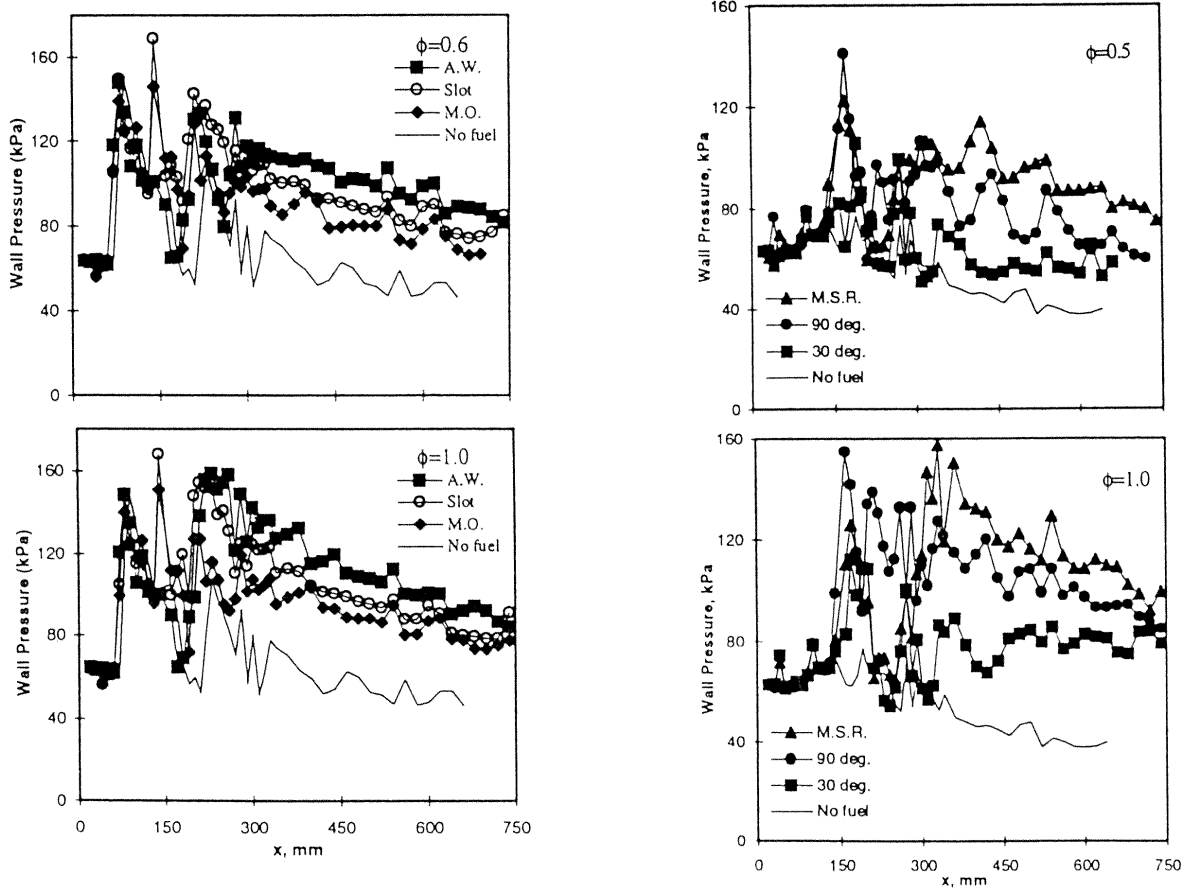 ϕ=0.6
A.W.
Slot
M.O.
No fuel
Wall Pressure (kPa)
160
120
80
40
0
ϕ=0.5
M.S.R.
90 deg.
30 deg.
No fuel
Wall Pressure, kPa
160
120
80
40
0
ϕ=1.0
A.W.
Slot
M.O.
No fuel
Wall Pressure (kPa)
160
120
80
40
0
0 150 300 450 600 750
x, mm
ϕ=1.0
M.S.R.
90 deg.
30 deg.
No fuel
Wall Pressure, kPa
160
120
80
40
0
0 150 300 450 600 750
x, mm